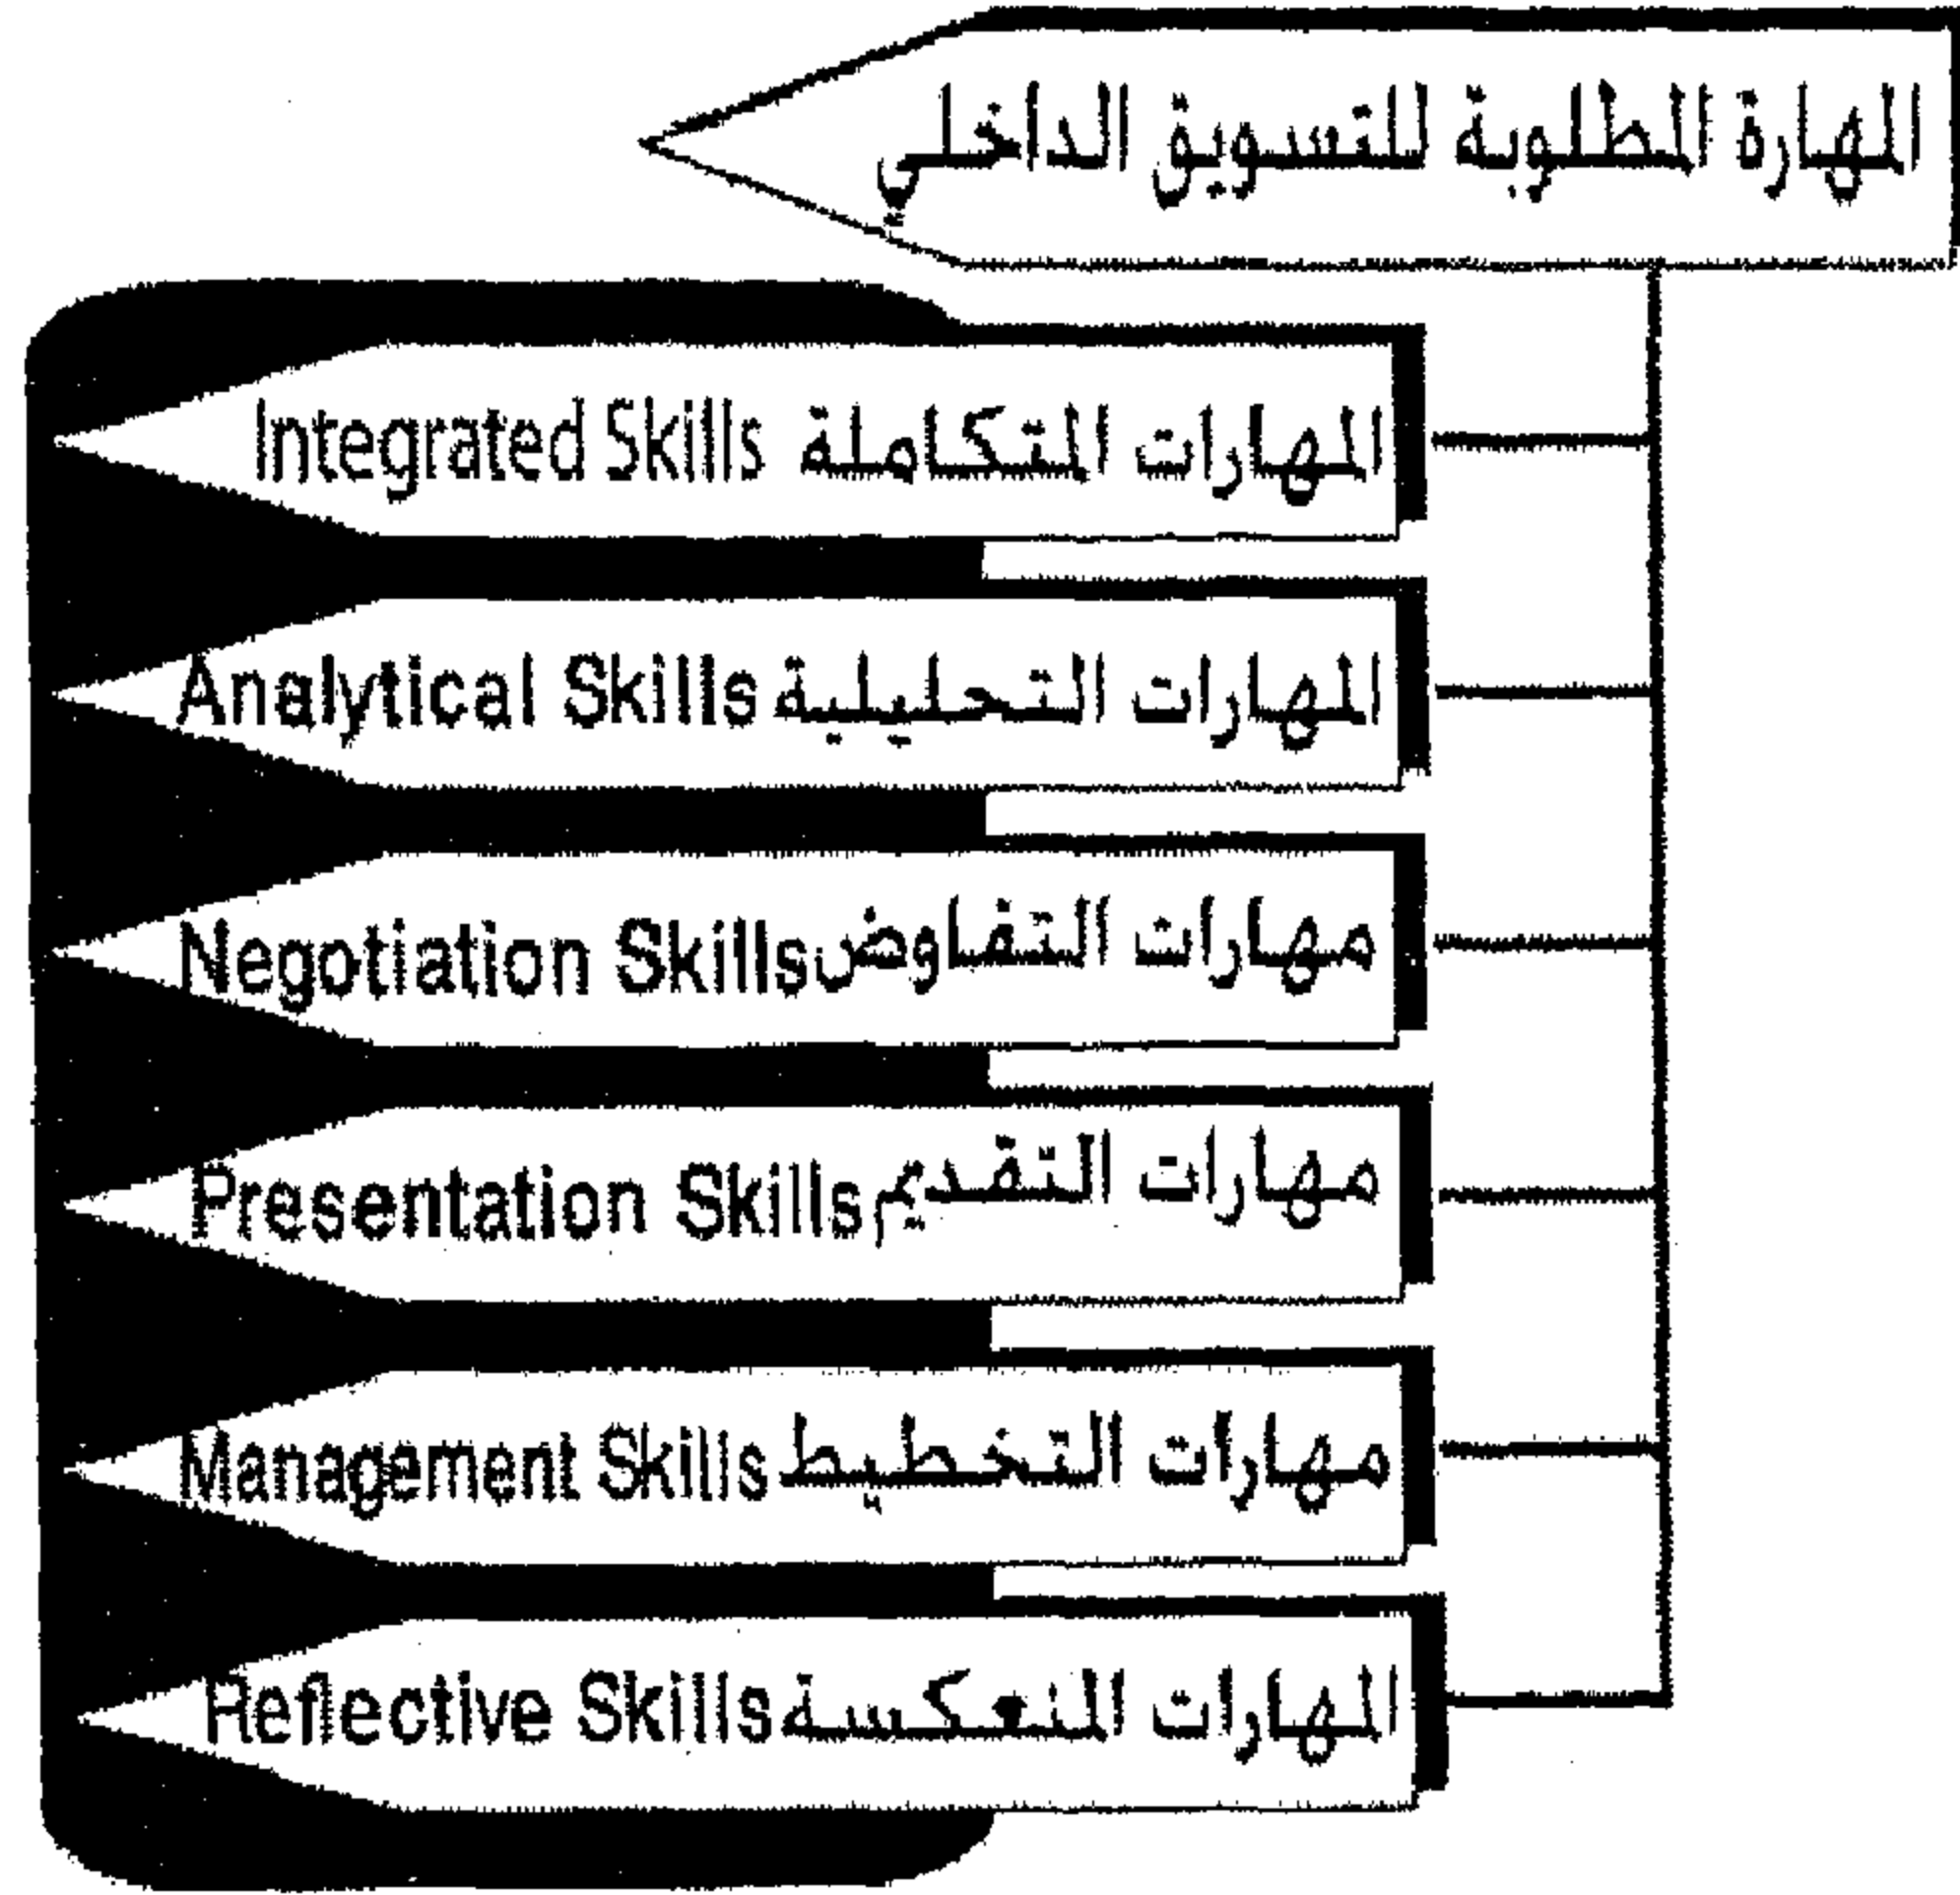 المهارة المطلوبة للتسويق الداخلي
المهارات المتكاملة Integrated Skills
المهارات التحليلية Analytical Skills
مهارات التفاوض Negotiation Skills
مهارات التقديم Presentation Skills
مهارات التخطيط Management Skills
المهارات المنعكسة Reflective Skills